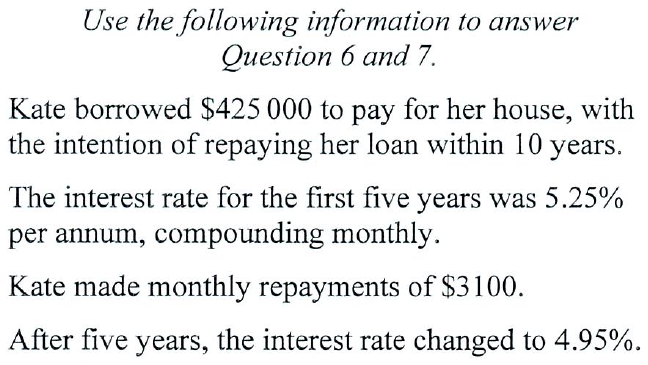 Use the following information to answer
Question 6 and 7.
Kate borrowed $425 000 to pay for her house, with
the intention of repaying her loan within 10 years.
The interest rate for the first five years was 5.25%
per annum, compounding monthly.
Kate made monthly repayments of $3100.
After five years, the interest rate changed to 4.95%.